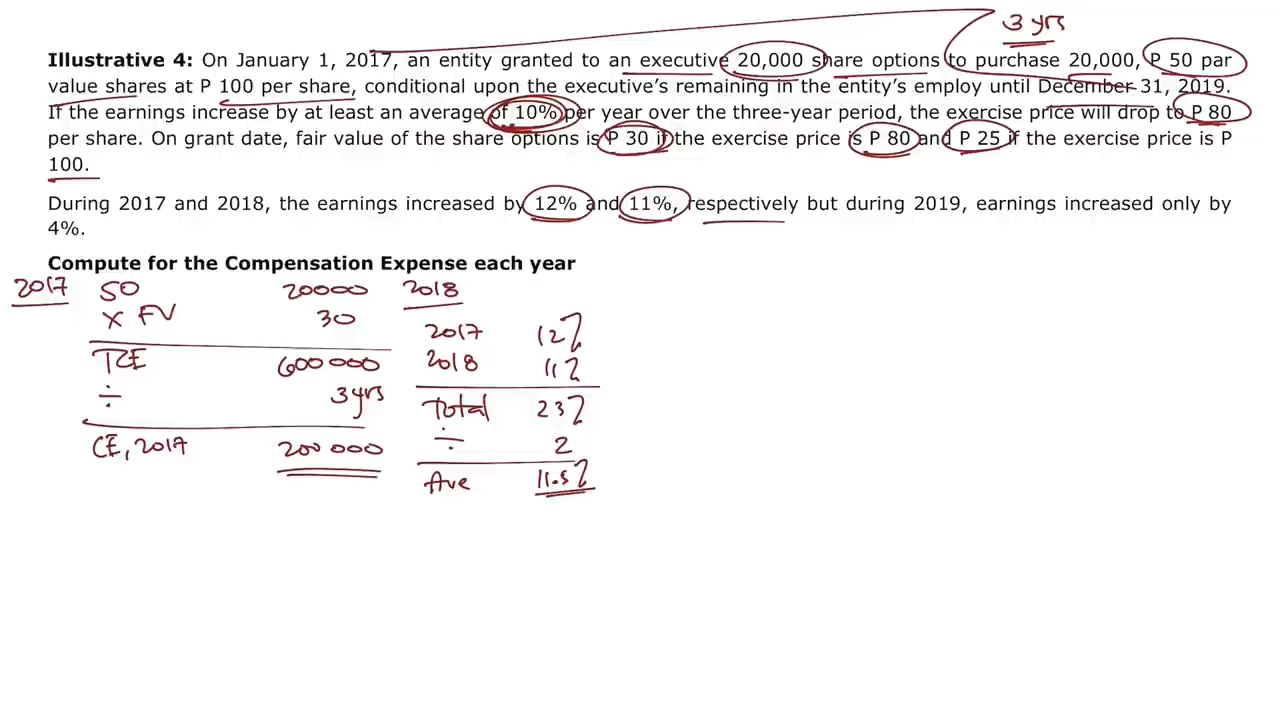 3 yrs
Illustrative 4: On January 1, 2017, an entity granted to an executive 20,000 share options to purchase 20,000, P 50 par
value shares at P 100 per share, conditional upon the executive's remaining in the entity's employ until December 31, 2019.
If the earnings increase by at least an average of 10% per year over the three-year period, the exercise price will drop to P 80
per share. On grant date, fair value of the share options is P 30 if the exercise price is P 80 and P 25 if the exercise price is P
100.
During 2017 and 2018, the earnings increased by 12% and 11%, respectively but during 2019, earnings increased only by
4%.
Compute for the Compensation Expense each year
2017 SO 20000
x FV 30
TCE 600000
÷ 3yrs
CE, 2017 200000
2018
2017 12%
2018 11%
Total 23%
÷ 2
Ave 11.5%